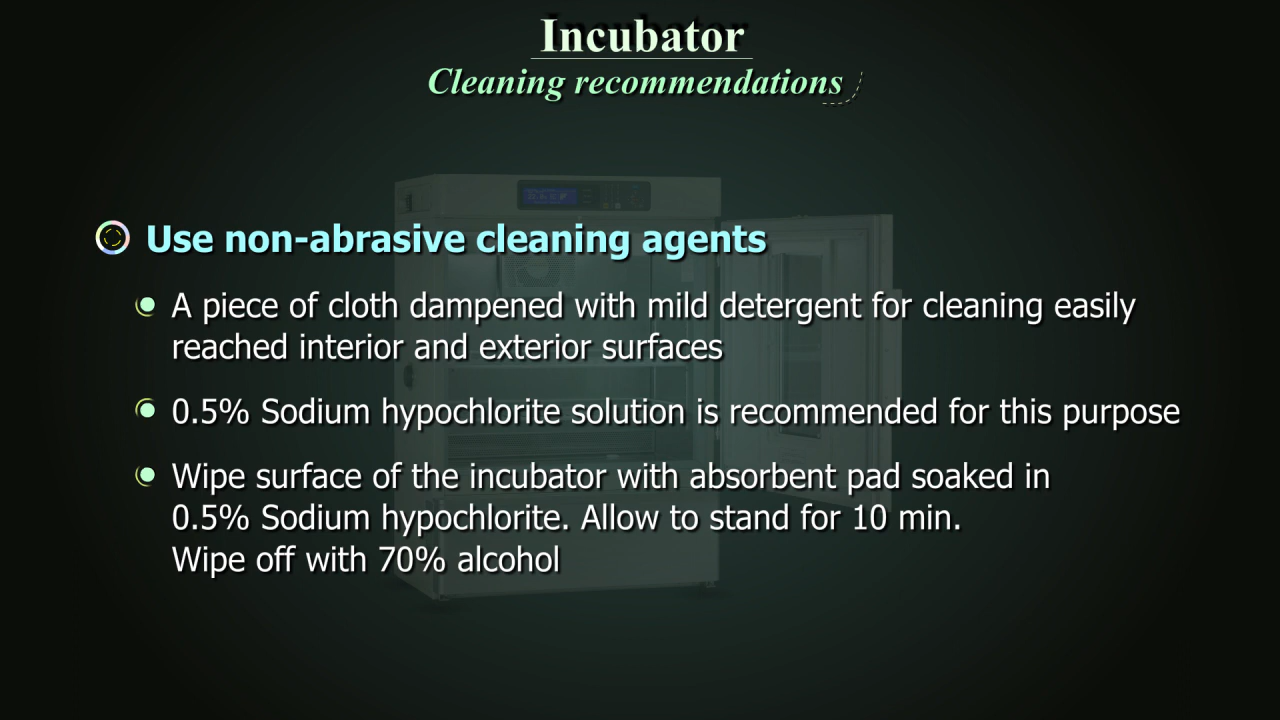 Incubator
Cleaning recommendations
Use non-abrasive cleaning agents
A piece of cloth dampened with mild detergent for cleaning easily
reached interior and exterior surfaces
0.5% Sodium hypochlorite solution is recommended for this purpose
Wipe surface of the incubator with absorbent pad soaked in
0.5% Sodium hypochlorite. Allow to stand for 10 min.
Wipe off with 70% alcohol